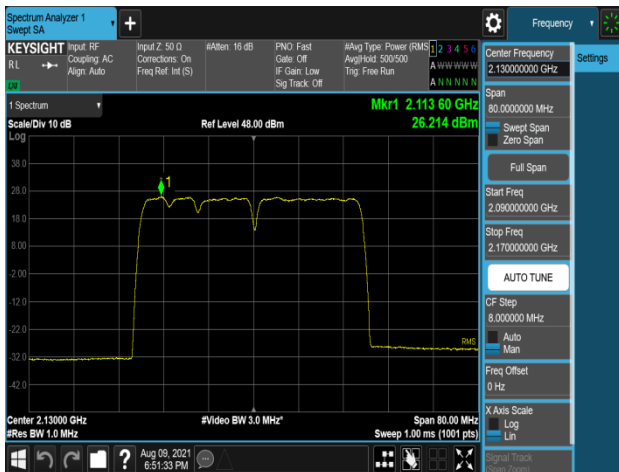 Spectrum Analyzer 1
Swept SA
Frequency
KEYSIGHT
RL
Input: RF
Coupling: AC
Align: Auto
Input Z: 50 Ω
Corrections: On
Freq Ref: Int (S)
#Atten: 16 dB
PNO: Fast
Gate: Off
IF Gain: Low
Sig Track: Off
#Avg Type: Power (RMS
Avg|Hold: 500/500
Trig: Free Run
1 2 3 4 5 6
A W W W W W
A N N N N N
1 Spectrum
Scale/Div 10 dB
Ref Level 48.00 dBm
Mkr1 2.113 60 GHz
26.214 dBm
Log
38.0
28.0
18.0
8.00
-2.00
-12.0
-22.0
-32.0
-42.0
1
RMS
Center 2.13000 GHz
#Res BW 1.0 MHz
#Video BW 3.0 MHz*
Span 80.00 MHz
Sweep 1.00 ms (1001 pts)
Aug 09, 2021
6:51:33 PM
Center Frequency
2.130000000 GHz
Settings
Span
80.0000000 MHz
Swept Span
Zero Span
Full Span
Start Freq
2.090000000 GHz
Stop Freq
2.170000000 GHz
AUTO TUNE
CF Step
8.000000 MHz
Auto
Man
Freq Offset
0 Hz
X Axis Scale
Log
Lin
Signal Track
(Span Zoom)